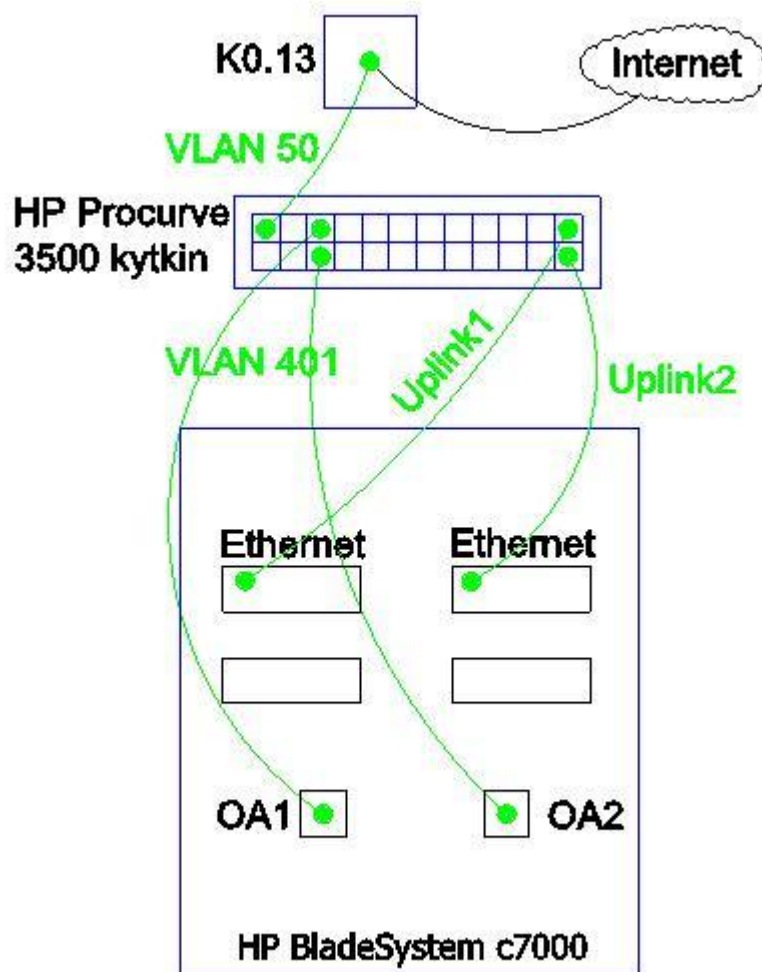 K0.13
Internet
VLAN 50
HP Procurve
3500 kytkin
VLAN 401
Uplink1
Uplink2
Ethernet
Ethernet
OA1
OA2
HP BladeSystem c7000